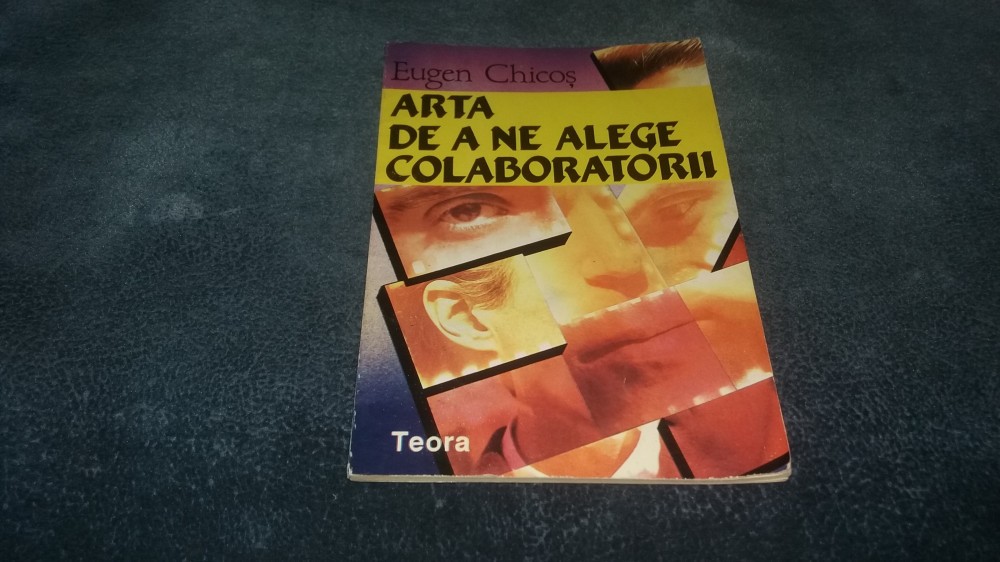 Eugen Chicoș
ARTA
DE A NE ALEGE
COLABORATORII
Teora